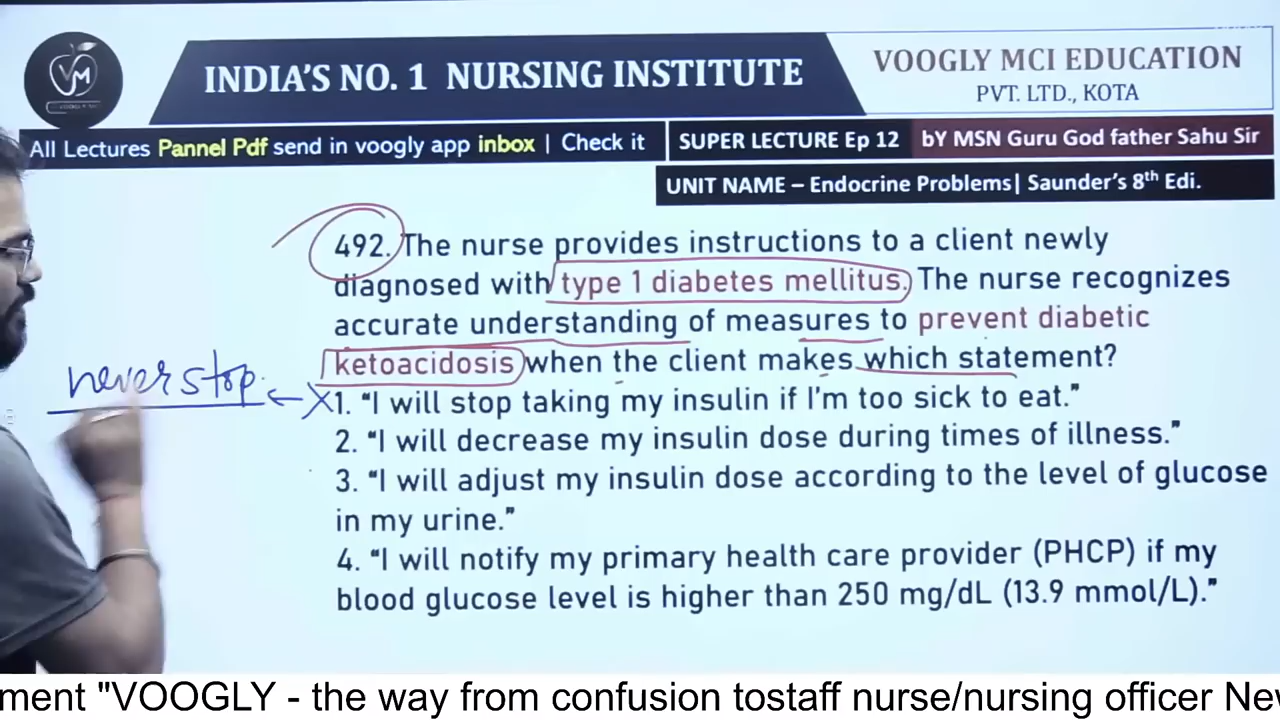 VM
INDIA'S NO. 1 NURSING INSTITUTE
VOOGLY MCI EDUCATION
PVT. LTD., KOTA
All Lectures Pannel Pdf send in voogly app inbox | Check it
SUPER LECTURE Ep 12
bY MSN Guru God father Sahu Sir
UNIT NAME – Endocrine Problems| Saunder's 8th Edi.
492. The nurse provides instructions to a client newly
diagnosed with type 1 diabetes mellitus. The nurse recognizes
accurate understanding of measures to prevent diabetic
ketoacidosis when the client makes which statement?
never stop
X1. "I will stop taking my insulin if I'm too sick to eat."
2. "I will decrease my insulin dose during times of illness."
3. "I will adjust my insulin dose according to the level of glucose
in my urine."
4. "I will notify my primary health care provider (PHCP) if my
blood glucose level is higher than 250 mg/dL (13.9 mmol/L)."
ment "VOOGLY - the way from confusion tostaff nurse/nursing officer Ne